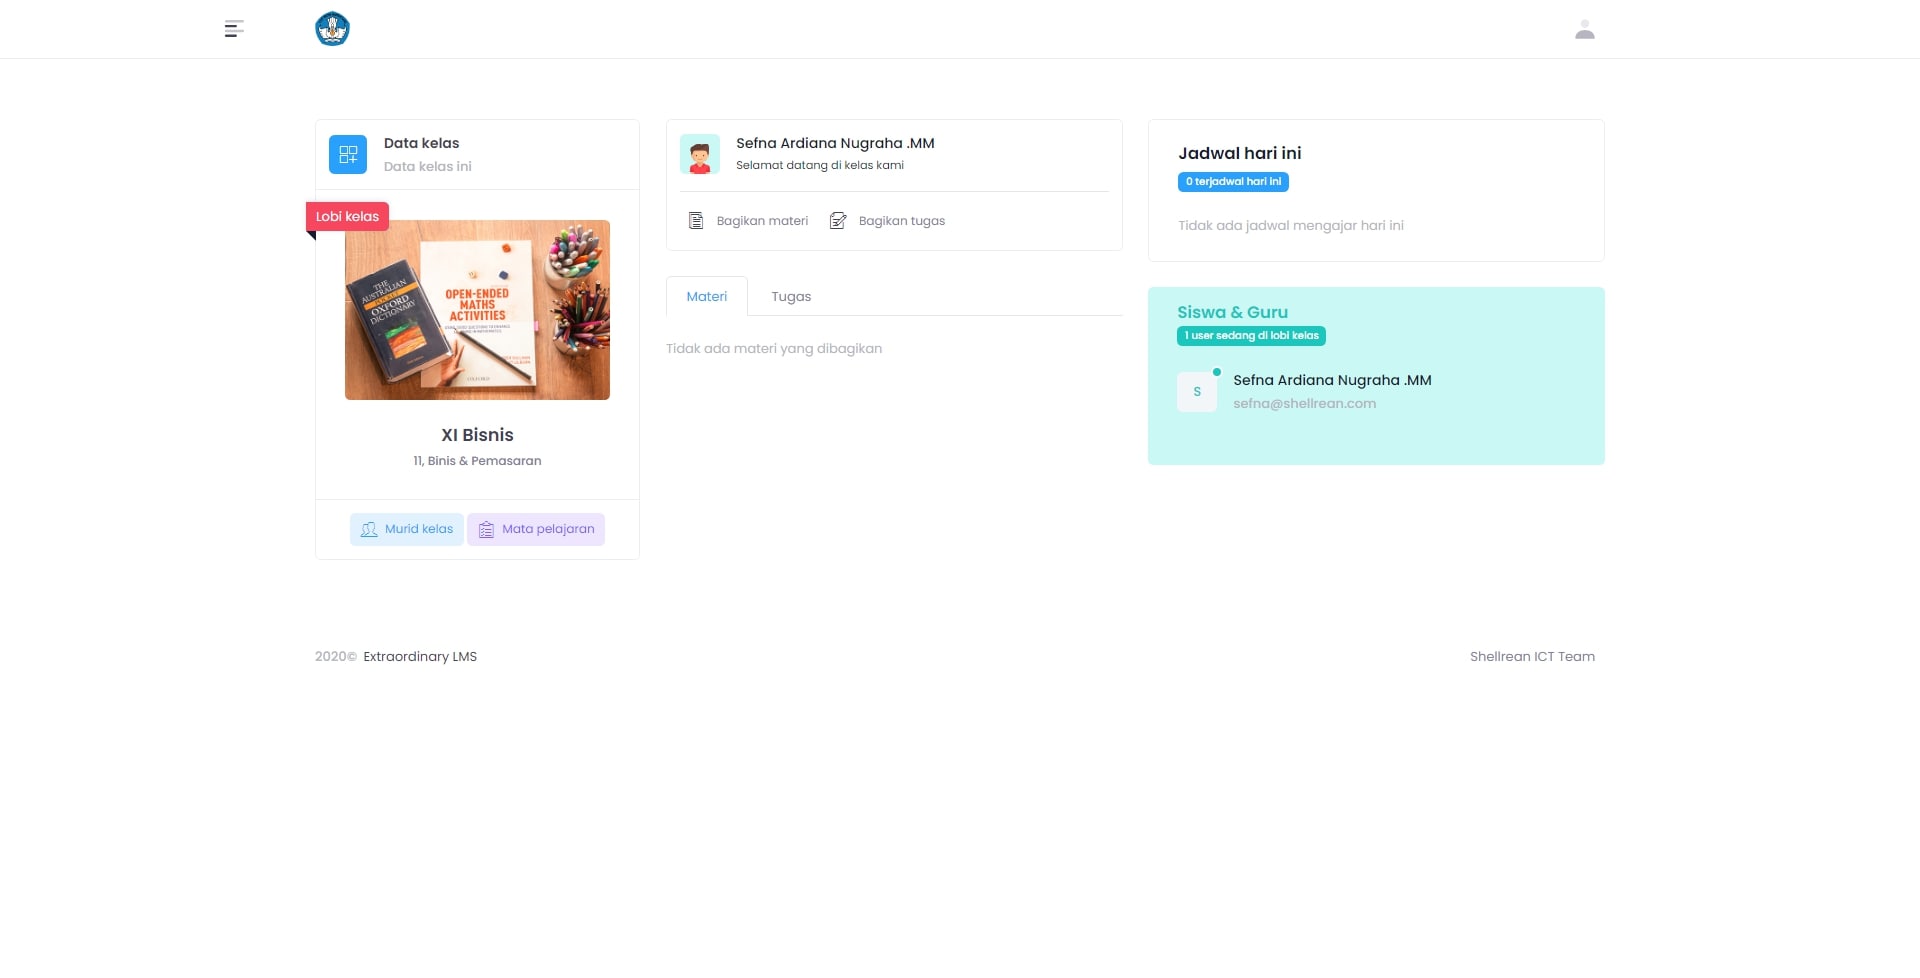 Data kelas
Data kelas ini
Lobi kelas
THE
AUSTRALIAN
POCKET
OXFORD
DICTIONARY
OPEN-ENDED
MATHS
ACTIVITIES
OXFORD
XI Bisnis
11, Binis & Pemasaran
Murid kelas
Mata pelajaran
Sefna Ardiana Nugraha .MM
Selamat datang di kelas kami
Bagikan materi
Bagikan tugas
Materi
Tugas
Tidak ada materi yang dibagikan
Jadwal hari ini
0 terjadwal hari ini
Tidak ada jadwal mengajar hari ini
Siswa & Guru
1 user sedang di lobi kelas
S
Sefna Ardiana Nugraha .MM
sefna@shellrean.com
2020© Extraordinary LMS
Shellrean ICT Team